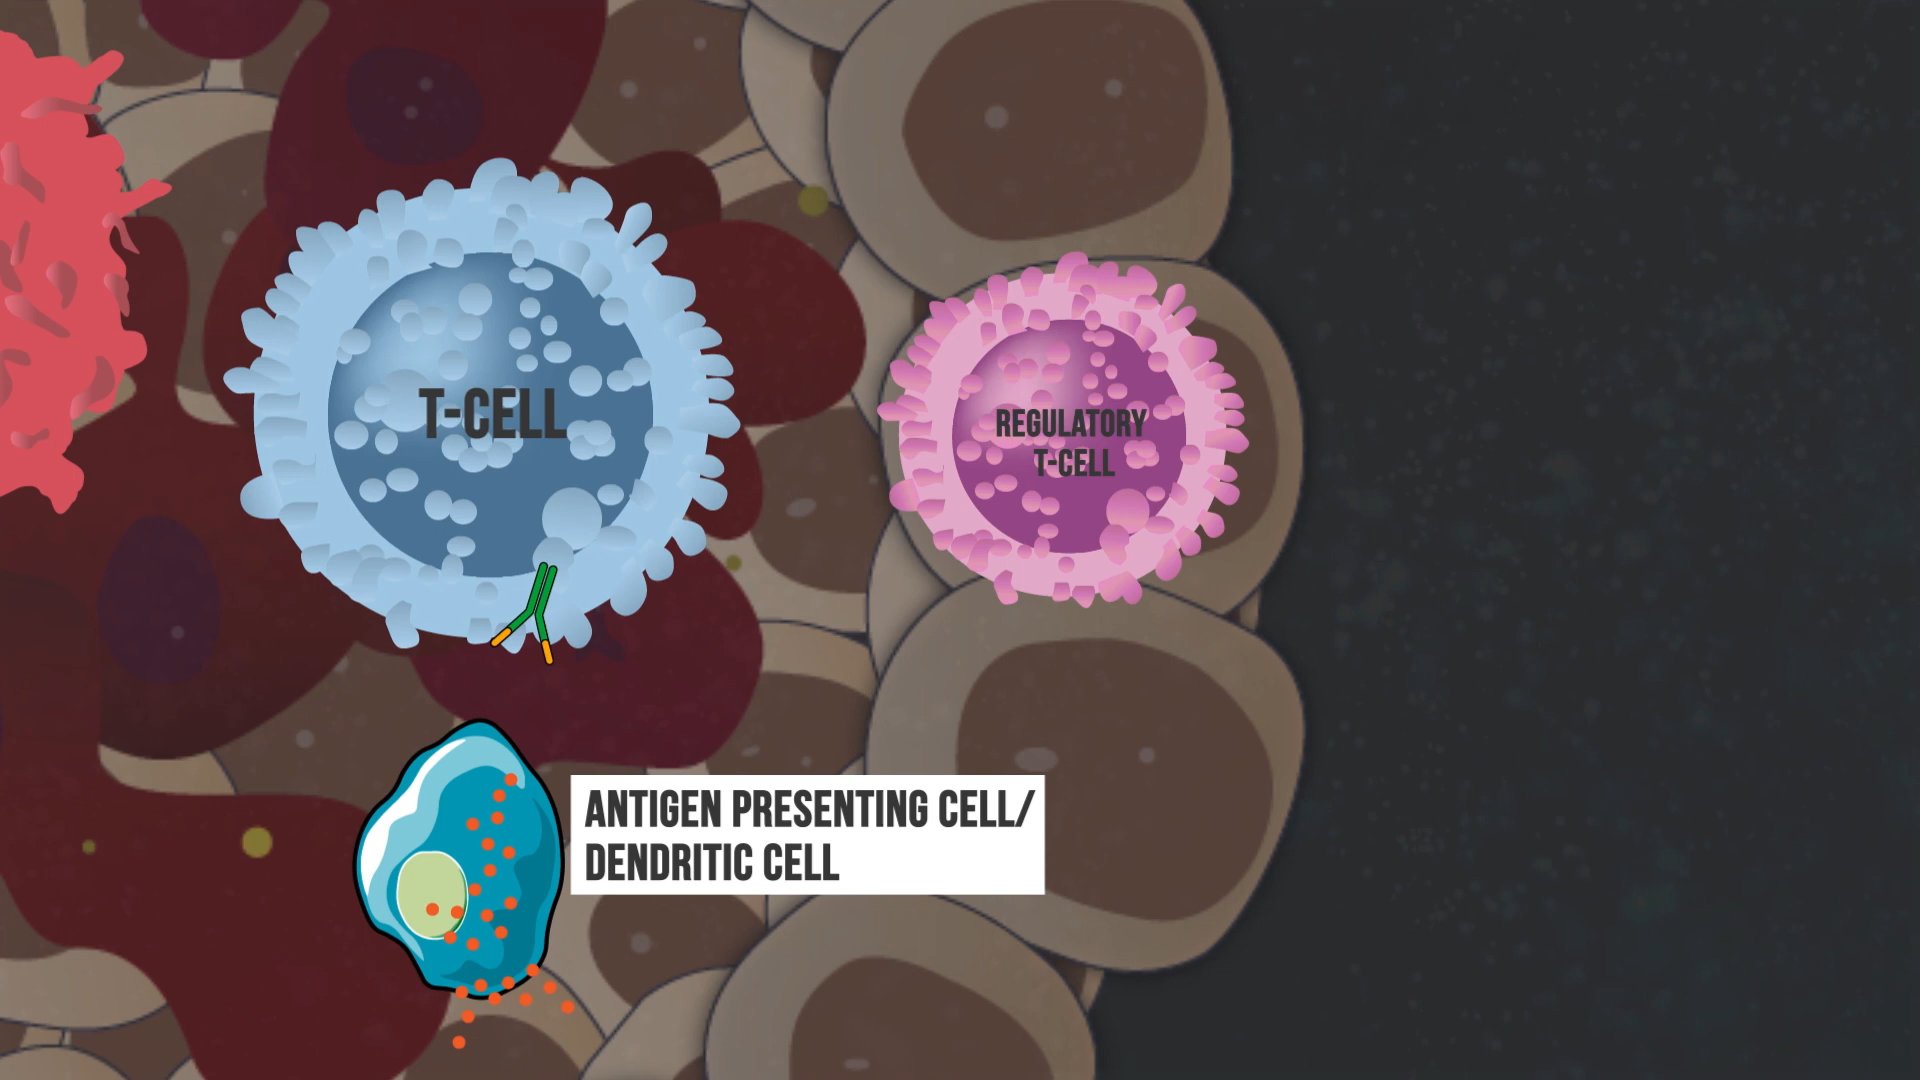 T-CELL
REGULATORY
T-CELL
ANTIGEN PRESENTING CELL/
DENDRITIC CELL